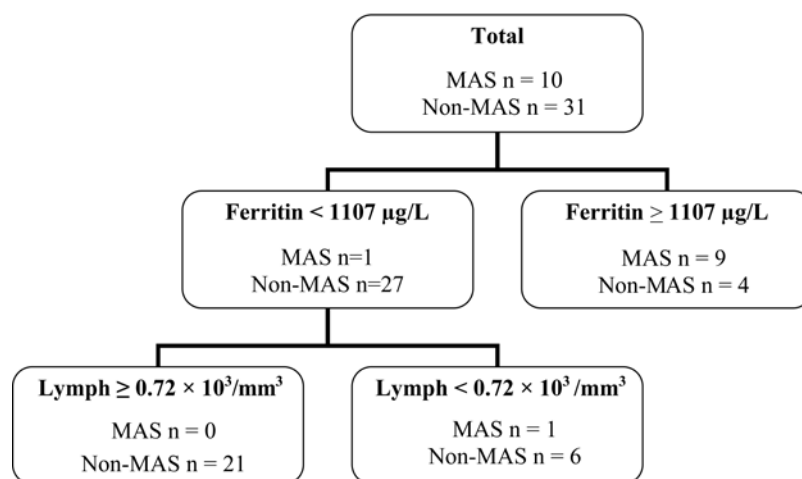 Total
MAS n = 10
Non-MAS n = 31
Ferritin < 1107 µg/L
MAS n=1
Non-MAS n=27
Ferritin ≥ 1107 µg/L
MAS n = 9
Non-MAS n = 4
Lymph ≥ 0.72 × 10³/mm³
MAS n = 0
Non-MAS n = 21
Lymph < 0.72 × 10³/mm³
MAS n = 1
Non-MAS n = 6